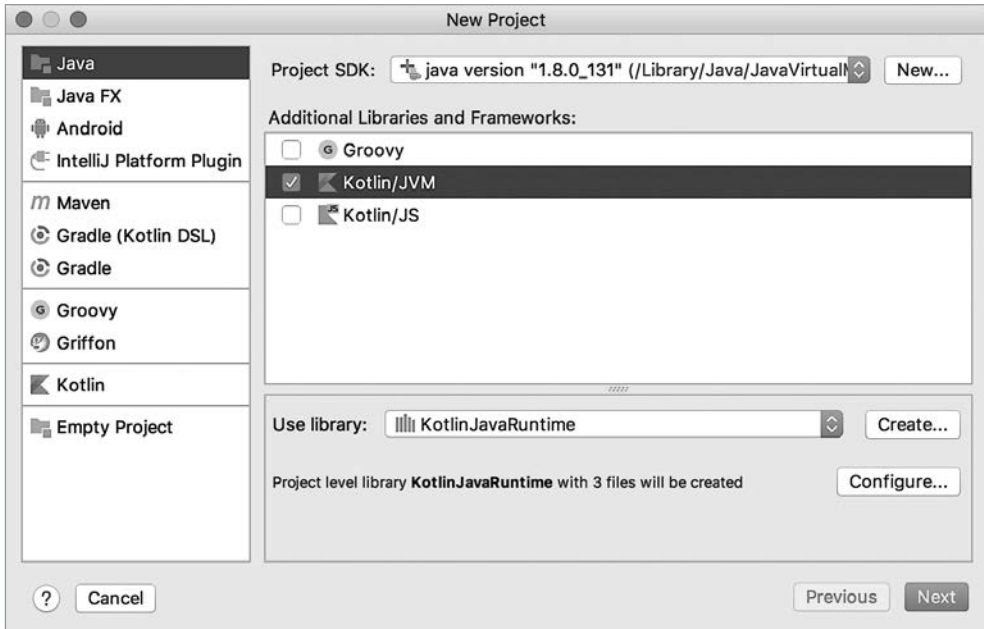 New Project
Java
Java FX
Android
IntelliJ Platform Plugin
Maven
Gradle (Kotlin DSL)
Gradle
G Groovy
Griffon
Kotlin
Empty Project
Project SDK: java version "1.8.0_131" (/Library/Java/JavaVirtualM New...
Additional Libraries and Frameworks:
G Groovy
Kotlin/JVM
JS Kotlin/JS
Use library: KotlinJavaRuntime Create...
Project level library KotlinJavaRuntime with 3 files will be created Configure...
? Cancel Previous Next